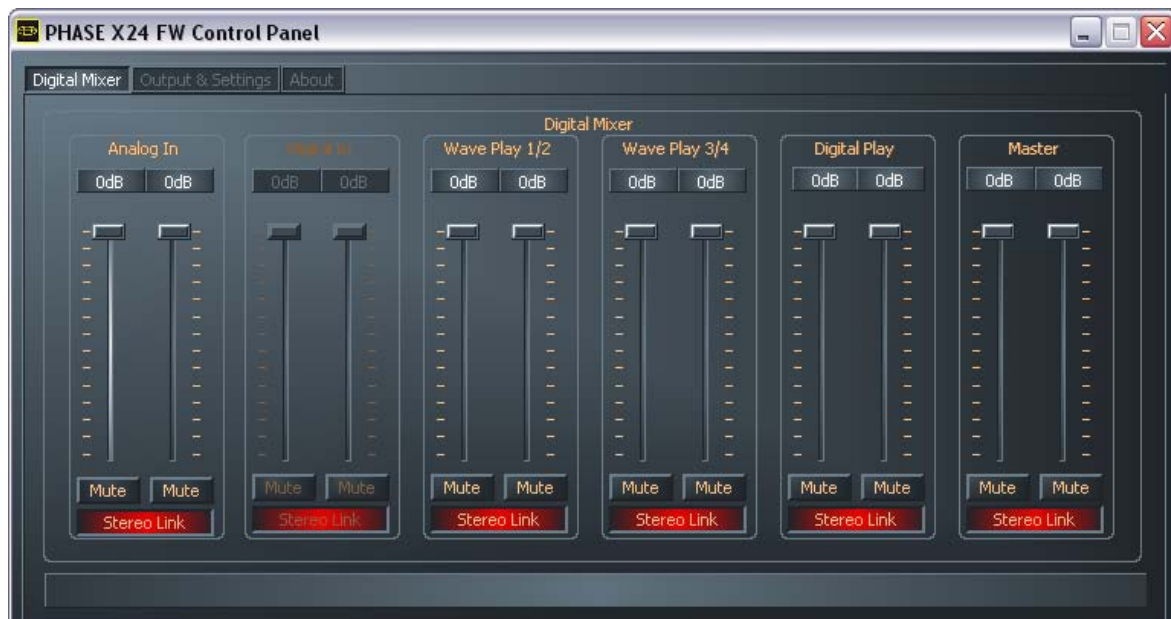 PHASE X24 FW Control Panel
Digital Mixer Output & Settings About
Digital Mixer
Analog In Wave Play 1/2 Wave Play 3/4 Digital Play Master
0dB 0dB 0dB 0dB 0dB 0dB 0dB 0dB 0dB 0dB 0dB 0dB
Mute Mute Mute Mute Mute Mute Mute Mute Mute Mute Mute Mute
Stereo Link Stereo Link Stereo Link Stereo Link Stereo Link Stereo Link